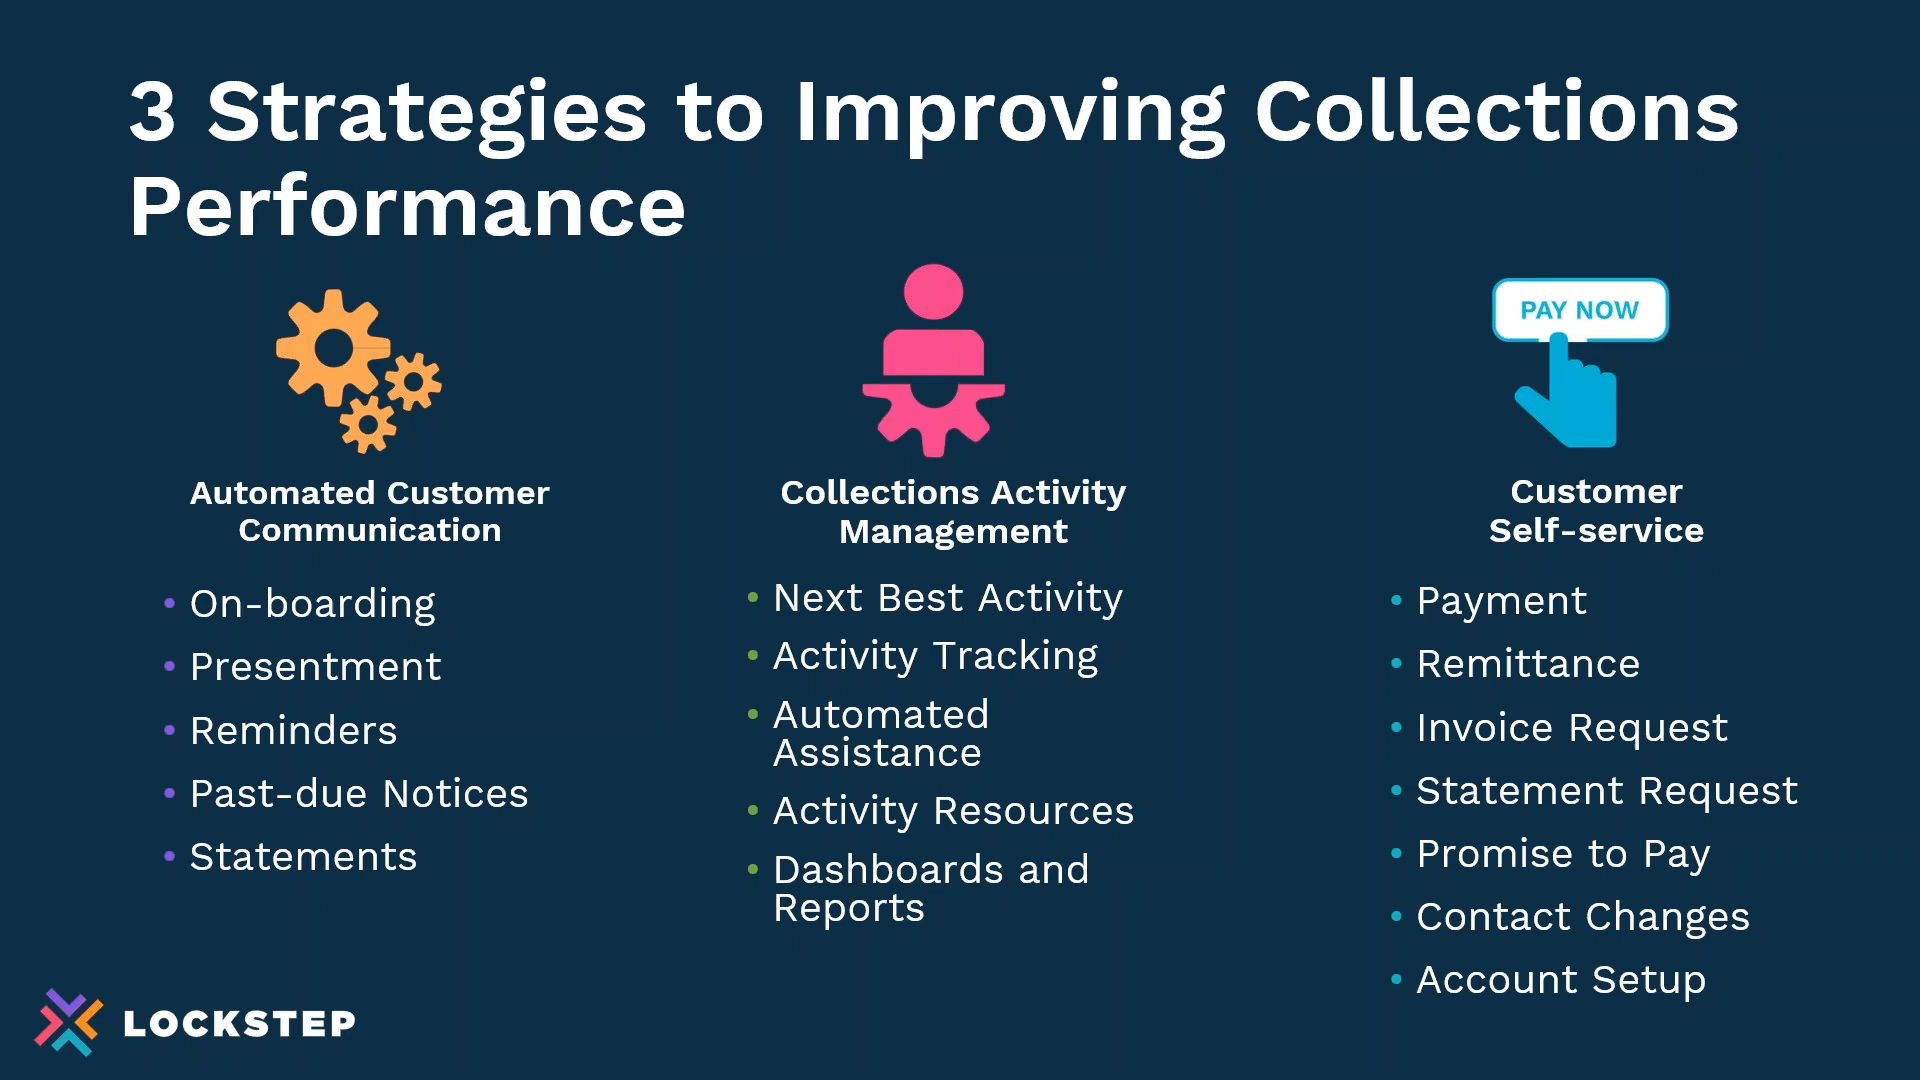 3 Strategies to Improving Collections
Performance
PAY NOW
Automated Customer
Communication
• On-boarding
• Presentment
• Reminders
• Past-due Notices
• Statements
Collections Activity
Management
• Next Best Activity
• Activity Tracking
• Automated
Assistance
• Activity Resources
• Dashboards and
Reports
Customer
Self-service
• Payment
• Remittance
• Invoice Request
• Statement Request
• Promise to Pay
• Contact Changes
• Account Setup
LOCKSTEP